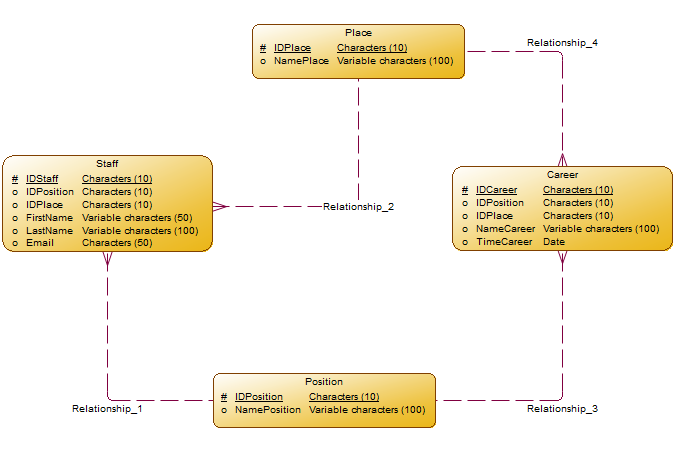 Place
# IDPlace Characters (10)
o NamePlace Variable characters (100)
Relationship_4
Staff
# IDStaff Characters (10)
o IDPosition Characters (10)
o IDPlace Characters (10)
o FirstName Variable characters (50)
o LastName Variable characters (100)
o Email Characters (50)
Relationship_2
Career
# IDCareer Characters (10)
o IDPosition Characters (10)
o IDPlace Characters (10)
o NameCareer Variable characters (100)
o TimeCareer Date
Position
# IDPosition Characters (10)
o NamePosition Variable characters (100)
Relationship_1
Relationship_3